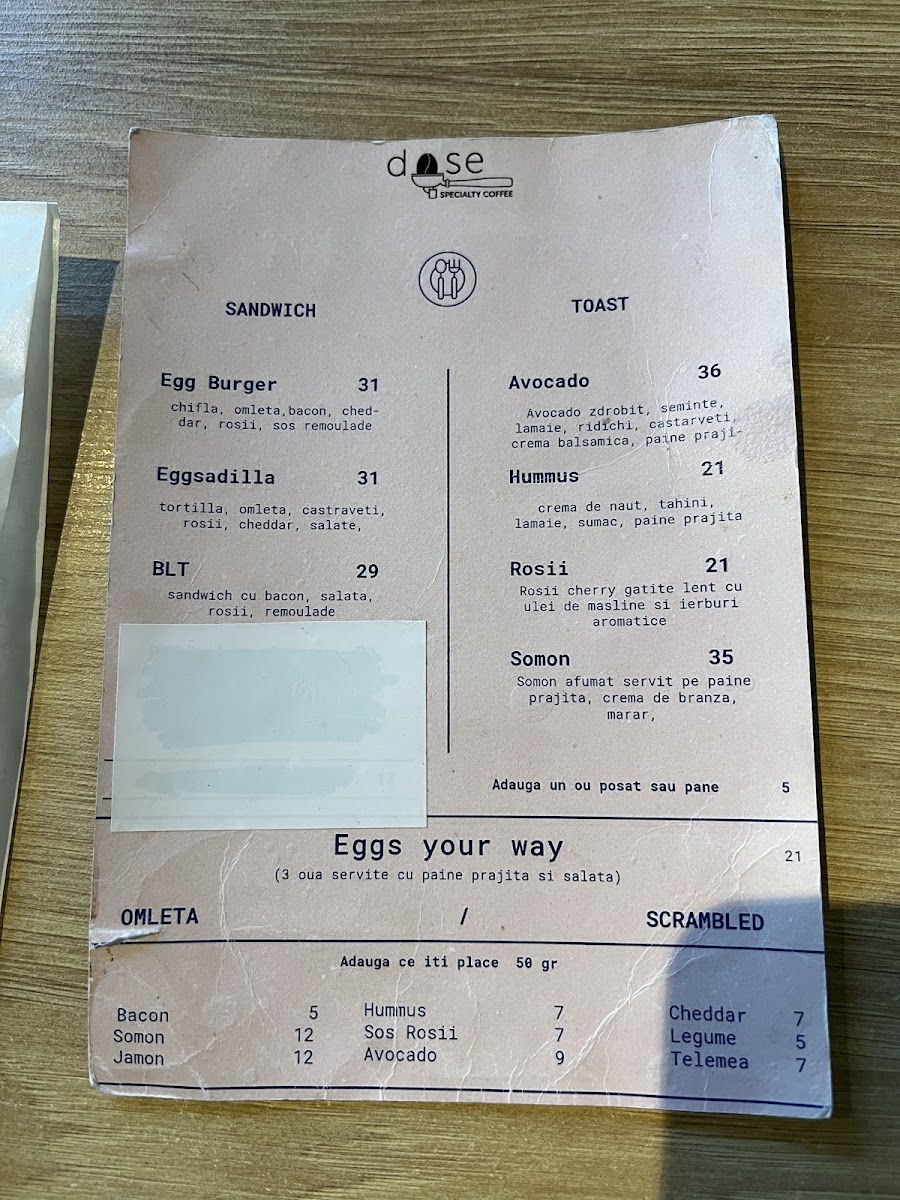 dose
SPECIALTY COFFEE
SANDWICH
Egg Burger 31
chifla, omleta,bacon, ched-
dar, rosii, sos remoulade
Eggsadilla 31
tortilla, omleta, castraveti,
rosii, cheddar, salate,
BLT 29
sandwich cu bacon, salata,
rosii, remoulade
TOAST
Avocado 36
Avocado zdrobit, seminte,
lamaie, ridichi, castarveti,
crema balsamica, paine praji-
Hummus 21
crema de naut, tahini,
lamaie, sumac, paine prajita
Rosii 21
Rosii cherry gatite lent cu
ulei de masline si ierburi
aromatice
Somon 35
Somon afumat servit pe paine
prajita, crema de branza,
marar,
Adauga un ou posat sau pane 5
Eggs your way 21
(3 oua servite cu paine prajita si salata)
OMLETA / SCRAMBLED
Adauga ce iti place 50 gr
Bacon 5 Hummus 7 Cheddar 7
Somon 12 Sos Rosii 7 Legume 5
Jamon 12 Avocado 9 Telemea 7